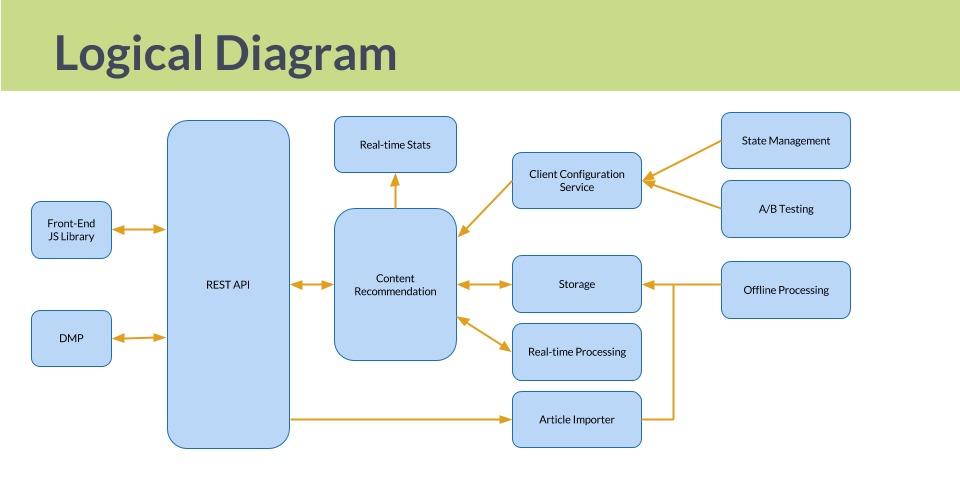 Logical Diagram
Real-time Stats
State Management
Client Configuration
Service
A/B Testing
Front-End
JS Library
REST API
Content
Recommendation
Storage
Offline Processing
DMP
Real-time Processing
Article Importer